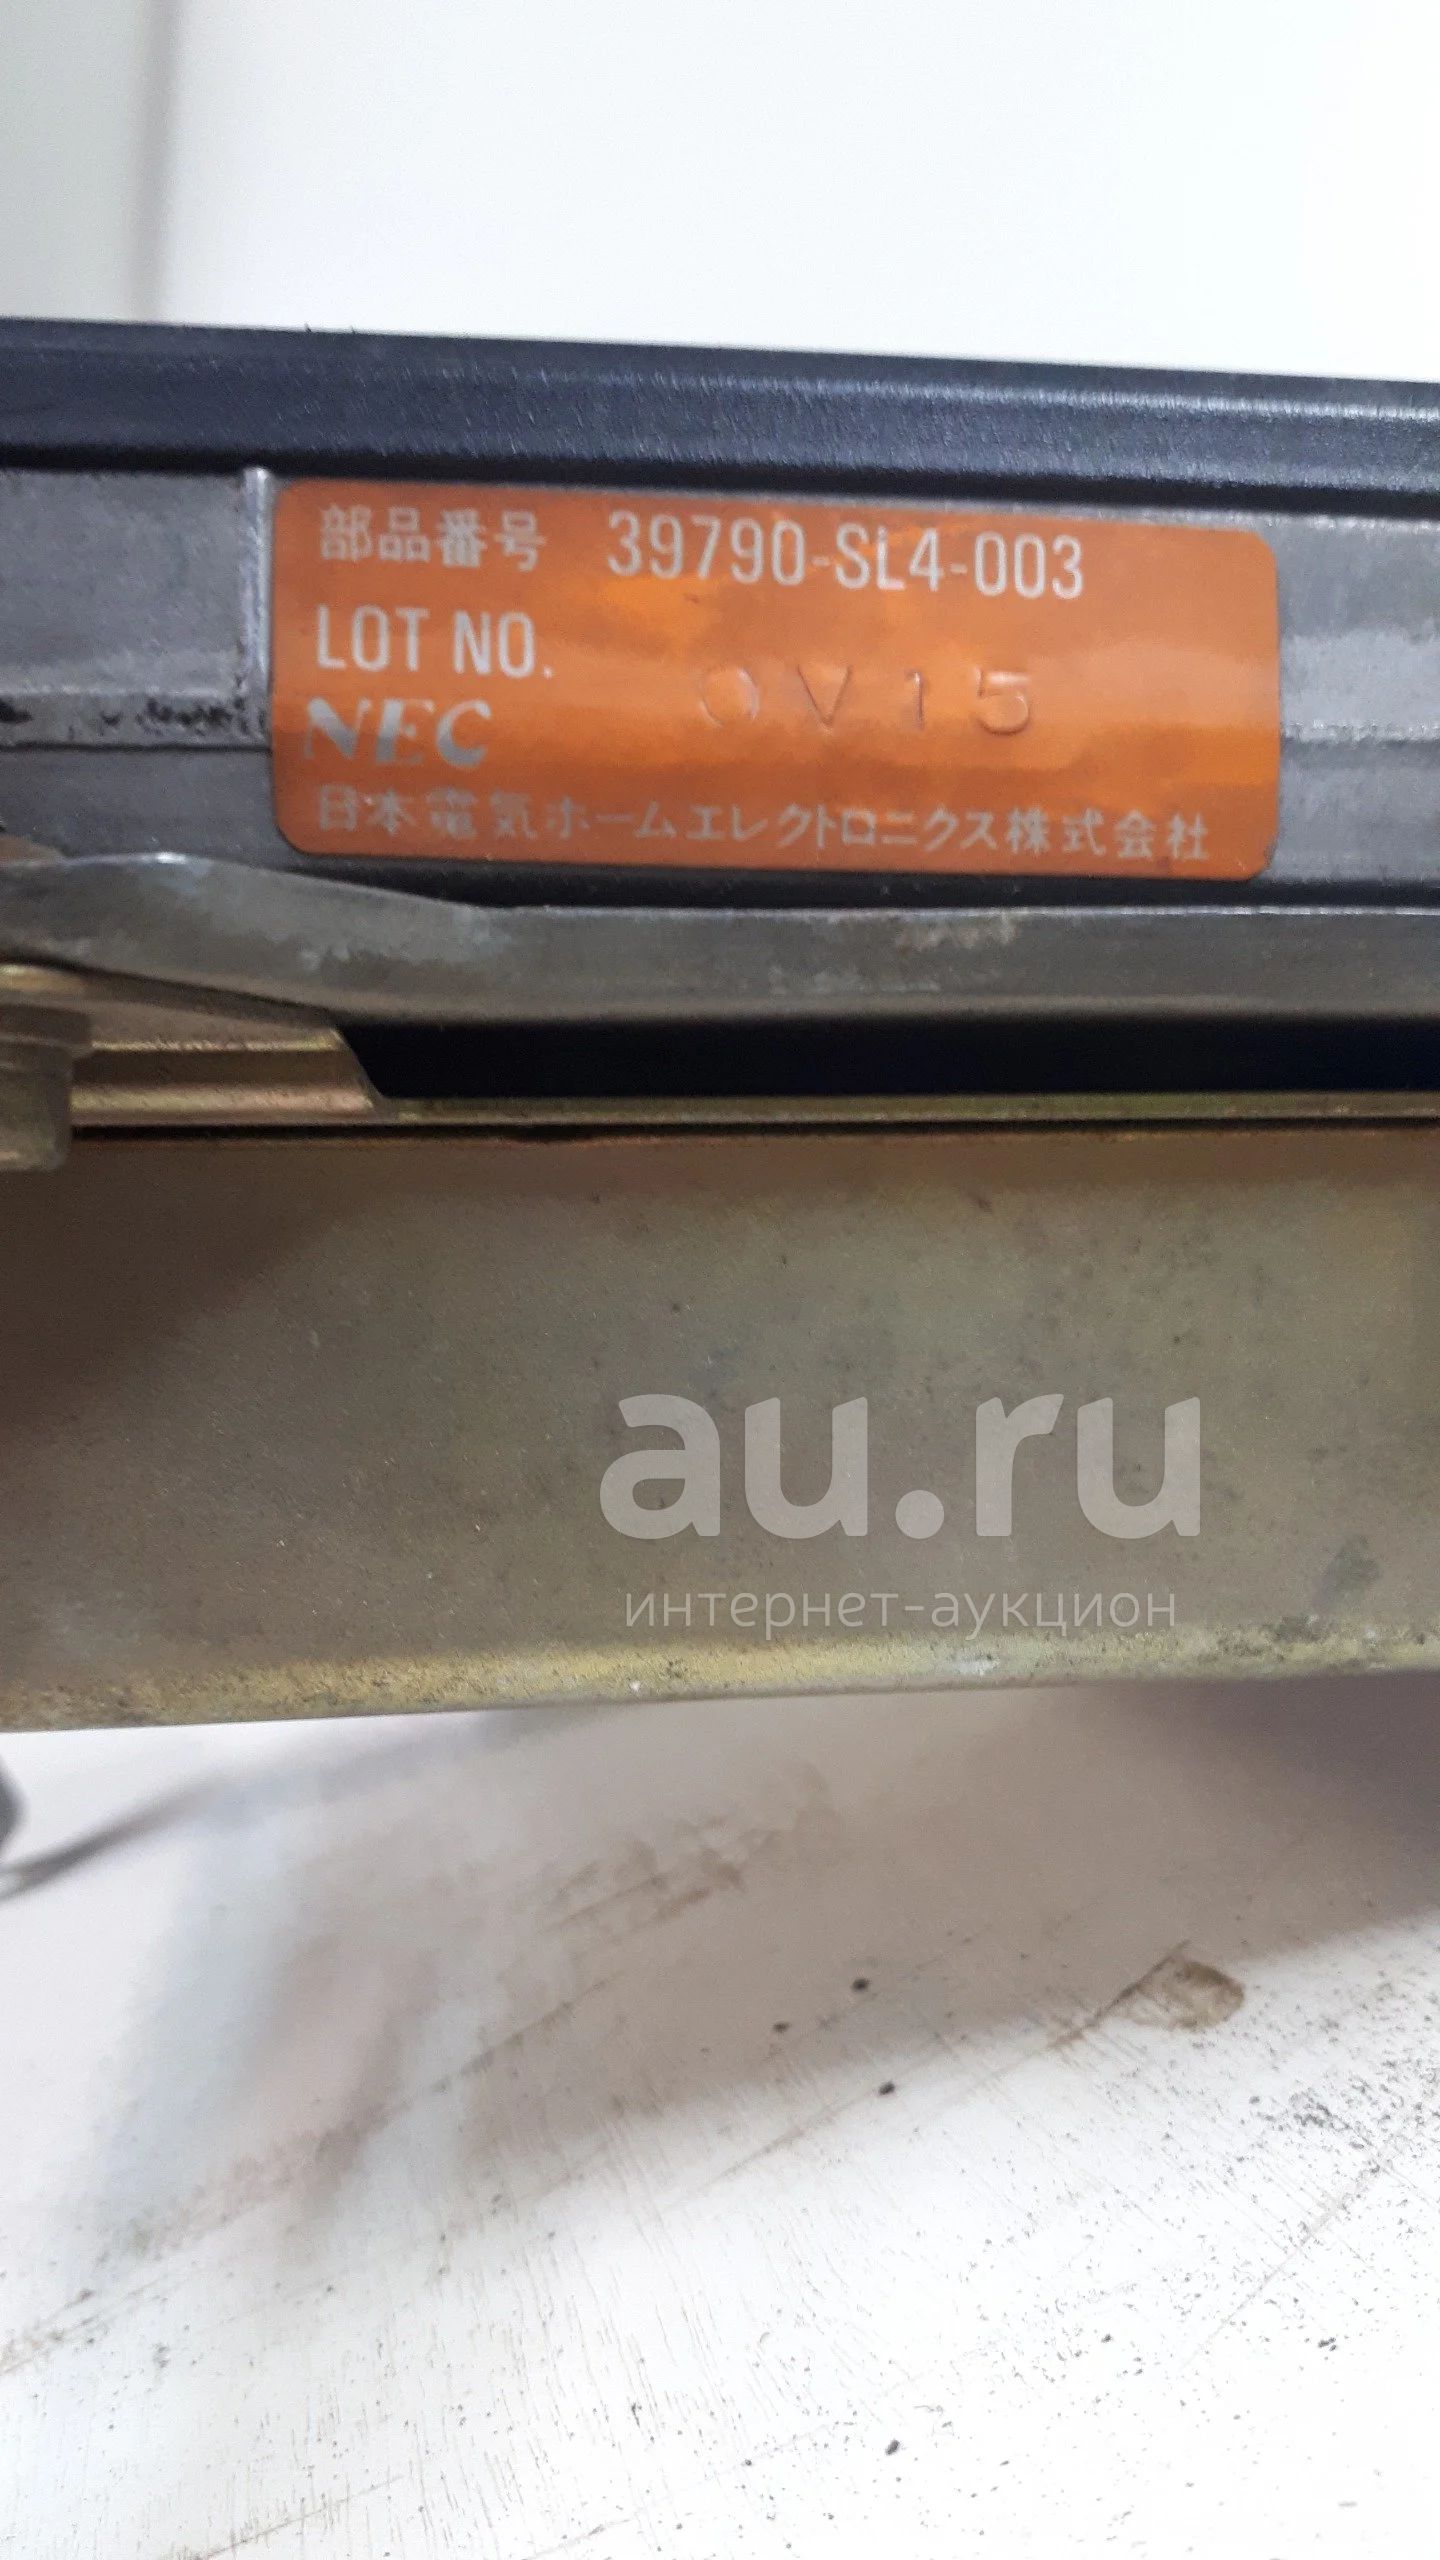 部品番号 39790-SL4-003
LOT NO. OV15
NEC
日本電気ホームエレクトロニクス株式会社
au.ru
интернет-аукцион